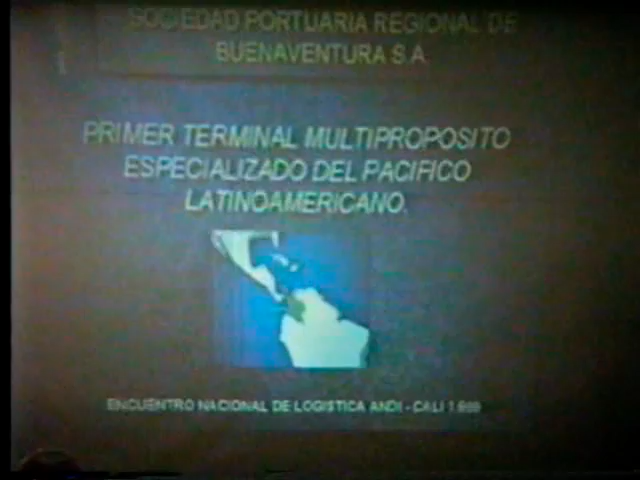 SOCIEDAD PORTUARIA REGIONAL DE
BUENAVENTURA S.A.
PRIMER TERMINAL MULTIPROPOSITO
ESPECIALIZADO DEL PACIFICO
LATINOAMERICANO.
ENCUENTRO NACIONAL DE LOGISTICA ANDI - CALI